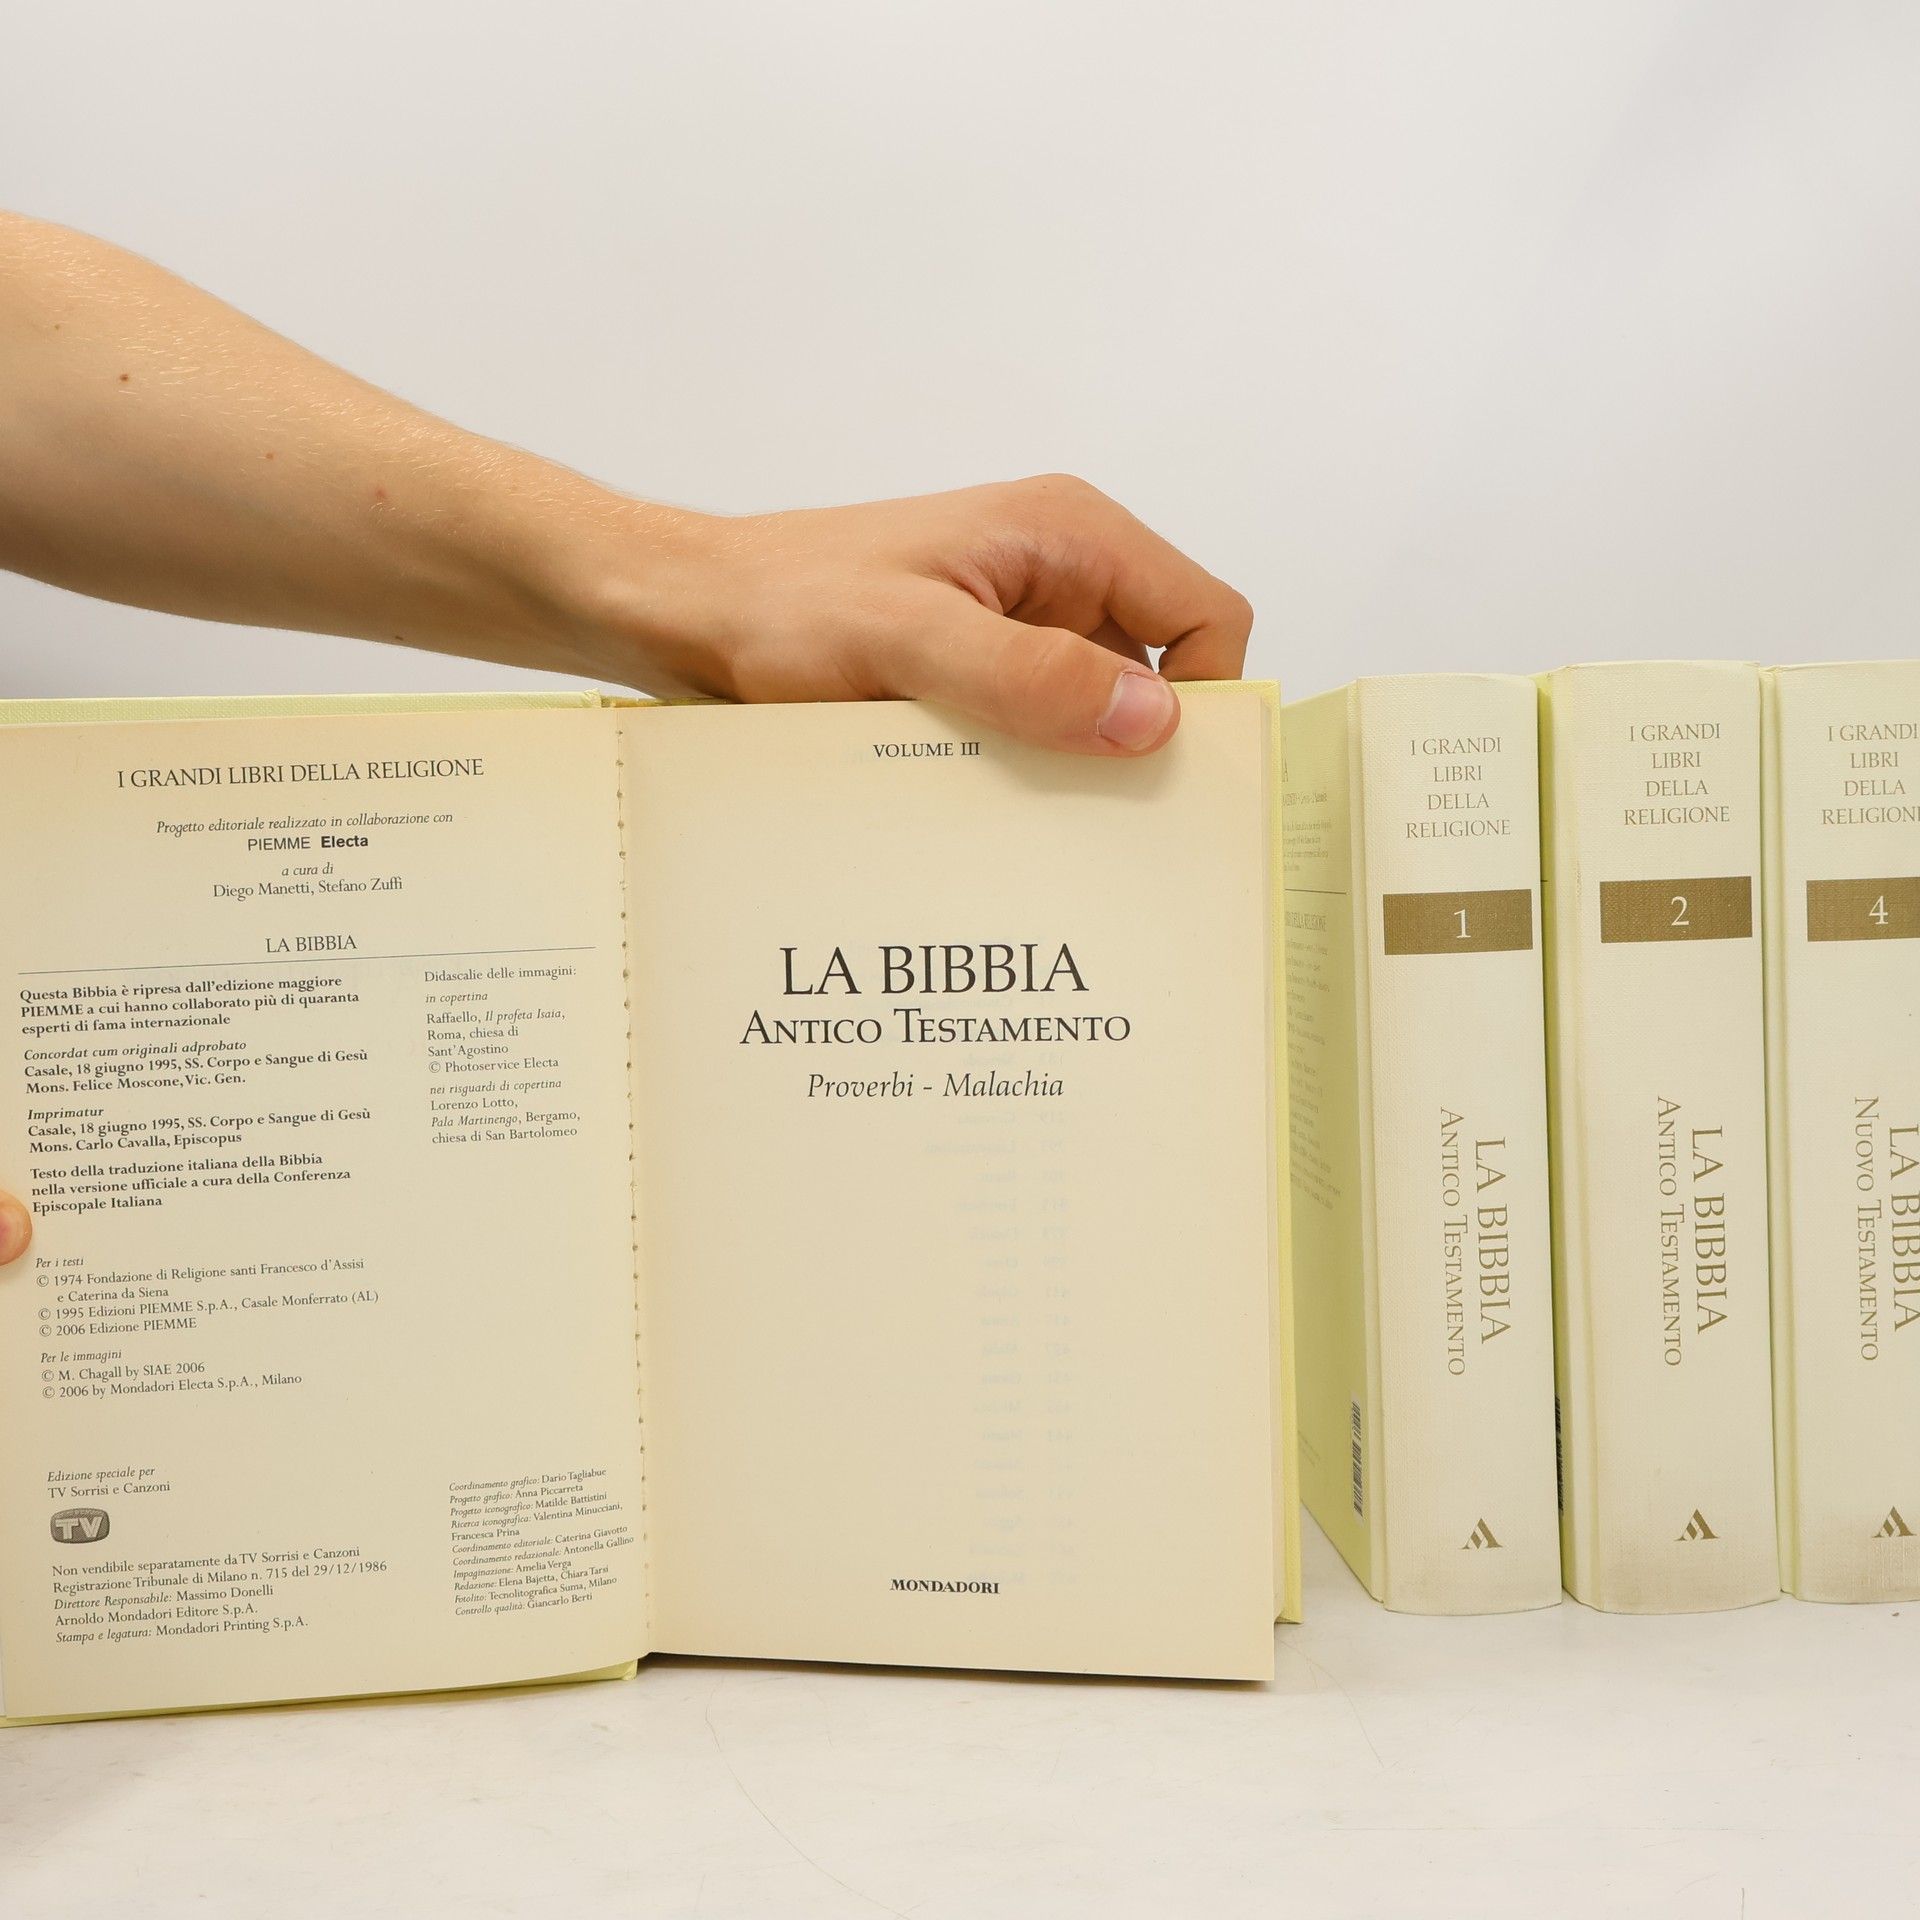 I GRANDI LIBRI DELLA RELIGIONE
Progetto editoriale realizzato in collaborazione con
PIEMME Electa
a cura di
Diego Manetti, Stefano Zuffi
LA BIBBIA
Questa Bibbia è ripresa dall'edizione maggiore
PIEMME a cui hanno collaborato più di quaranta
esperti di fama internazionale
Concordat cum originali adprobato
Casale, 18 giugno 1995, SS. Corpo e Sangue di Gesù
Mons. Felice Moscone, Vic. Gen.
Imprimatur
Casale, 18 giugno 1995, SS. Corpo e Sangue di Gesù
Mons. Carlo Cavalla, Episcopus
Testo della traduzione italiana della Bibbia
nella versione ufficiale a cura della Conferenza
Episcopale Italiana
Didascalie delle immagini:
in copertina
Raffaello, Il profeta Isaia,
Roma, chiesa di
Sant'Agostino
© Photoservice Electa
nei risguardi di copertina
Lorenzo Lotto,
Pala Martinengo, Bergamo,
chiesa di San Bartolomeo
Per i testi
© 1974 Fondazione di Religione santi Francesco d'Assisi
e Caterina da Siena
© 1995 Edizioni PIEMME S.p.A., Casale Monferrato (AL)
© 2006 Edizione PIEMME
Per le immagini
© M. Chagall by SIAE 2006
© 2006 by Mondadori Electa S.p.A., Milano
Edizione speciale per
TV Sorrisi e Canzoni
TV
Non vendibile separatamente da TV Sorrisi e Canzoni
Registrazione Tribunale di Milano n. 715 del 29/12/1986
Direttore Responsabile: Massimo Donelli
Arnoldo Mondadori Editore S.p.A.
Stampa e legatura: Mondadori Printing S.p.A.
Coordinamento grafico: Dario Tagliabue
Progetto grafico: Anna Piccarreta
Progetto iconografico: Matilde Battistini
Ricerca iconografica: Valentina Minucciani,
Francesca Prina
Coordinamento editoriale: Caterina Giavotto
Coordinamento redazionale: Antonella Gallino
Impaginazione: Amelia Verga
Redazione: Elena Bajetta, Chiara Tarsi
Fotolito: Tecnolitografica Suma, Milano
Controllo qualità: Giancarlo Berti
VOLUME III
LA BIBBIA
ANTICO TESTAMENTO
Proverbi - Malachia
MONDADORI
I GRANDI
LIBRI
DELLA
RELIGIONE
1
LA BIBBIA
ANTICO TESTAMENTO
I GRANDI
LIBRI
DELLA
RELIGIONE
2
LA BIBBIA
ANTICO TESTAMENTO
I GRANDI
LIBRI
DELLA
RELIGIONE
4
LA BIBBIA
NUOVO TESTAMENTO